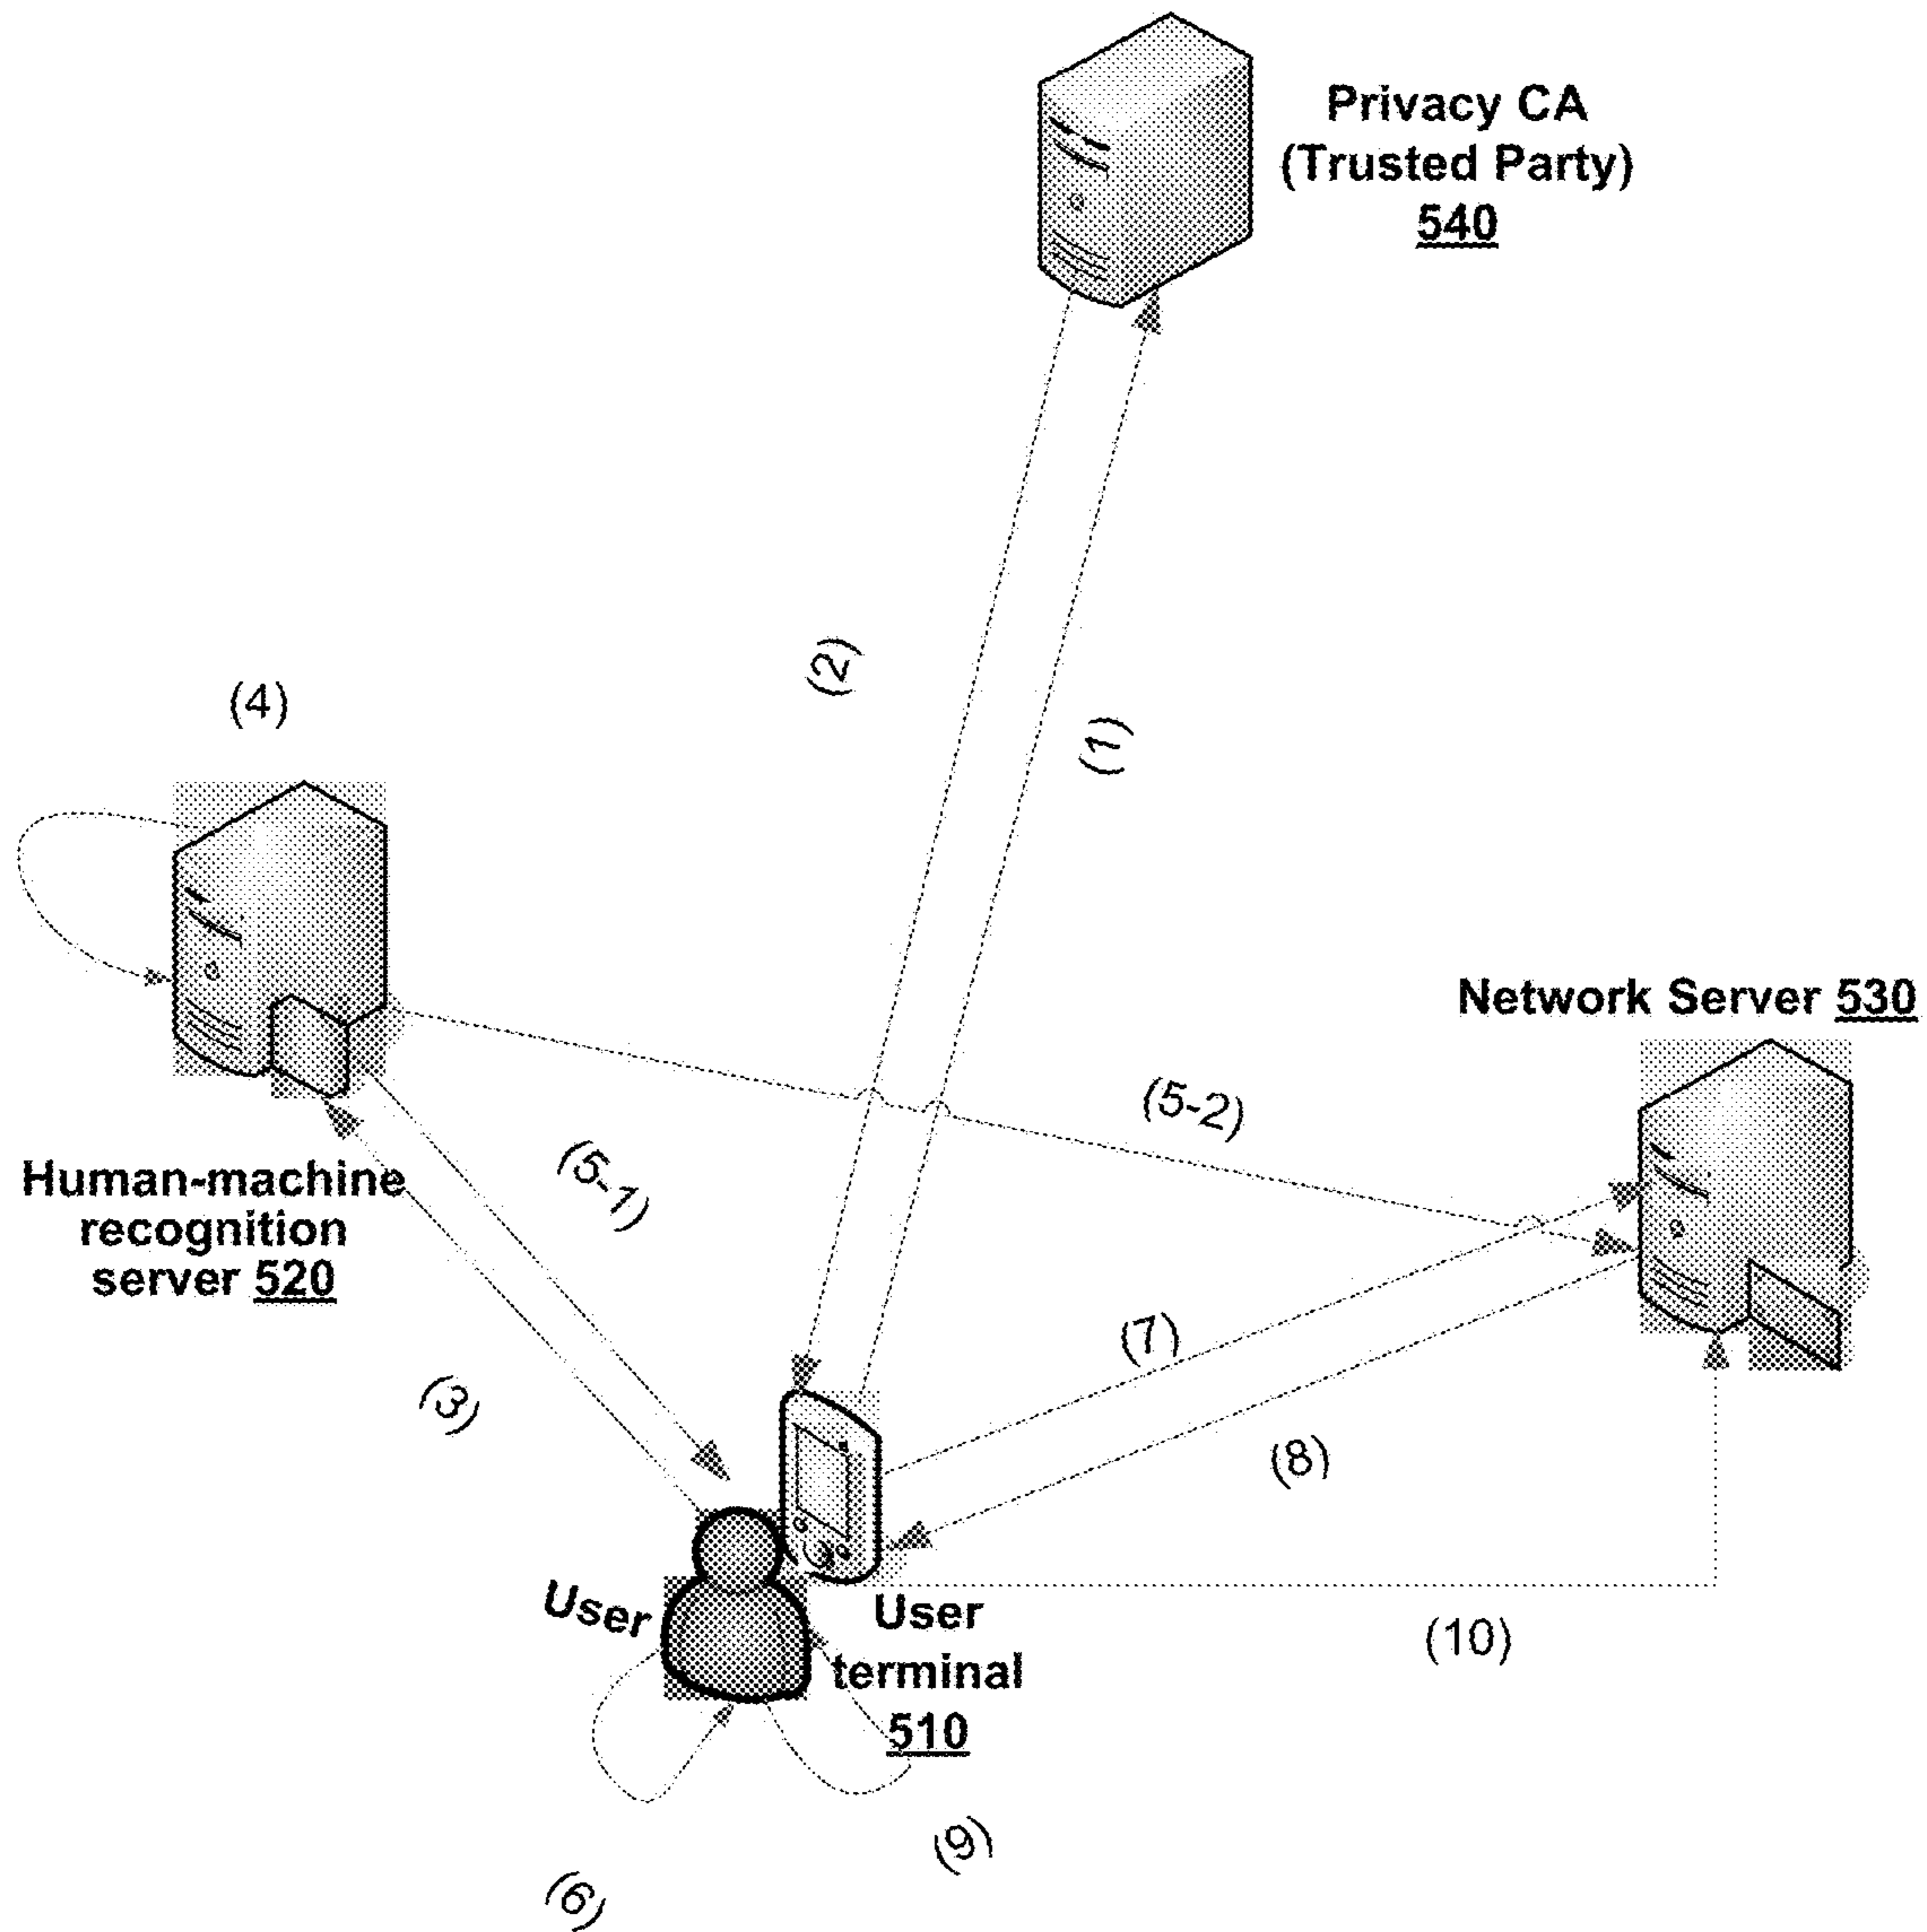 Privacy CA
(Trusted Party)
540
(2)
(1)
(4)
Network Server 530
(5-2)
(5-1)
Human-machine
recognition
server 520
(7)
(3)
(8)
User
User
terminal
510
(10)
(9)
(6)